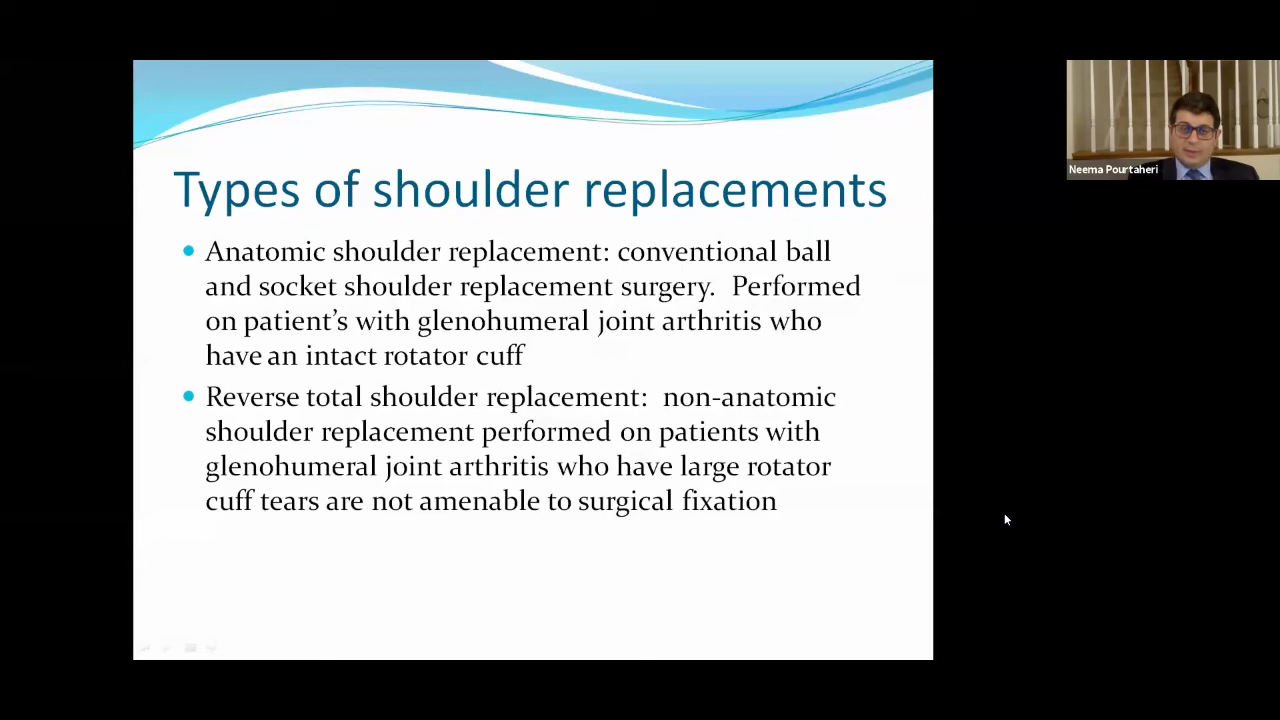 Types of shoulder replacements
Anatomic shoulder replacement: conventional ball
and socket shoulder replacement surgery.  Performed
on patient's with glenohumeral joint arthritis who
have an intact rotator cuff
Reverse total shoulder replacement:  non-anatomic
shoulder replacement performed on patients with
glenohumeral joint arthritis who have large rotator
cuff tears are not amenable to surgical fixation
Neema Pourtaheri